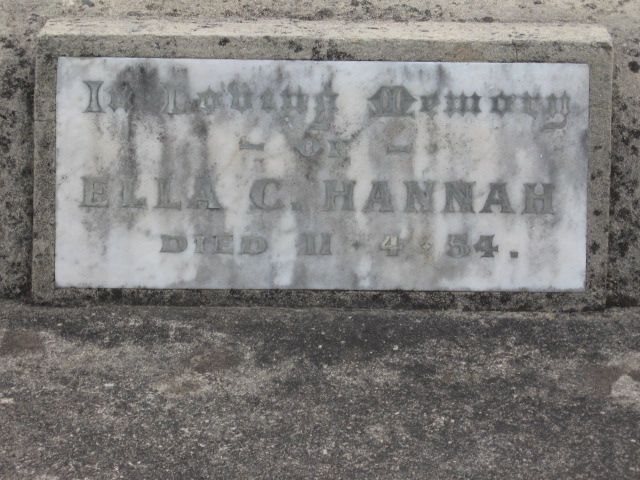 In Loving Memory
- OF -
ELLA C. HANNAH
DIED 11 · 4 · 54.